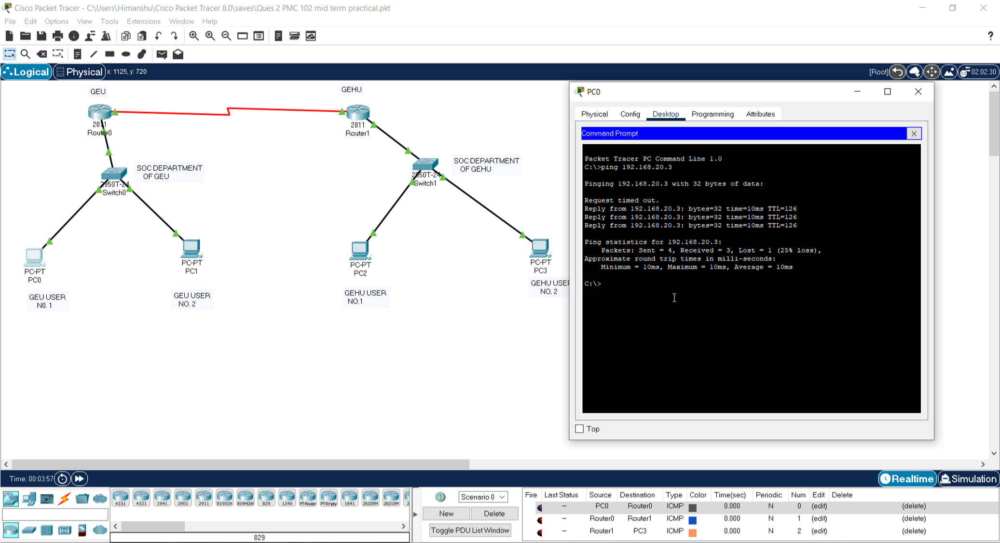 Cisco Packet Tracer - C:\Users\Himanshu\Cisco Packet Tracer 8.0\saves\Ques 2 PMC 102 mid term practical.pkt
File Edit Options View Tools Extensions Window Help
?
Logical Physical x: 1125, y: 720 [Root] 02:02:30
GEU
2811
Router0
SOC DEPARTMENT
OF GEU
2950T-24
Switch0
PC-PT
PC0
GEU USER
N0. 1
PC-PT
PC1
GEU USER
NO. 2
GEHU
2811
Router1
SOC DEPARTMENT
OF GEHU
2950T-24
Switch1
PC-PT
PC2
GEHU USER
NO.1
PC-PT
PC3
GEHU USER
NO, 2
PC0
Physical Config Desktop Programming Attributes
Command Prompt X
Packet Tracer PC Command Line 1.0
C:\>ping 192.168.20.3
Pinging 192.168.20.3 with 32 bytes of data:
Request timed out.
Reply from 192.168.20.3: bytes=32 time=10ms TTL=126
Reply from 192.168.20.3: bytes=32 time=10ms TTL=126
Reply from 192.168.20.3: bytes=32 time=10ms TTL=126
Ping statistics for 192.168.20.3:
Packets: Sent = 4, Received = 3, Lost = 1 (25% loss),
Approximate round trip times in milli-seconds:
Minimum = 10ms, Maximum = 10ms, Average = 10ms
C:\>
Top
Time: 00:03:57 Realtime Simulation
4331 4321 1941 2901 2911 819IOX 819HGW 829 1240 PT-Router PT-Empty 1841 2620XM 2621XM 2
829
Scenario 0
New Delete
Toggle PDU List Window
Fire Last Status Source Destination Type Color Time(sec) Periodic Num Edit Delete
-- PC0 Router0 ICMP 0.000 N 0 (edit) (delete)
-- Router0 Router1 ICMP 0.000 N 1 (edit) (delete)
-- Router1 PC3 ICMP 0.000 N 2 (edit) (delete)